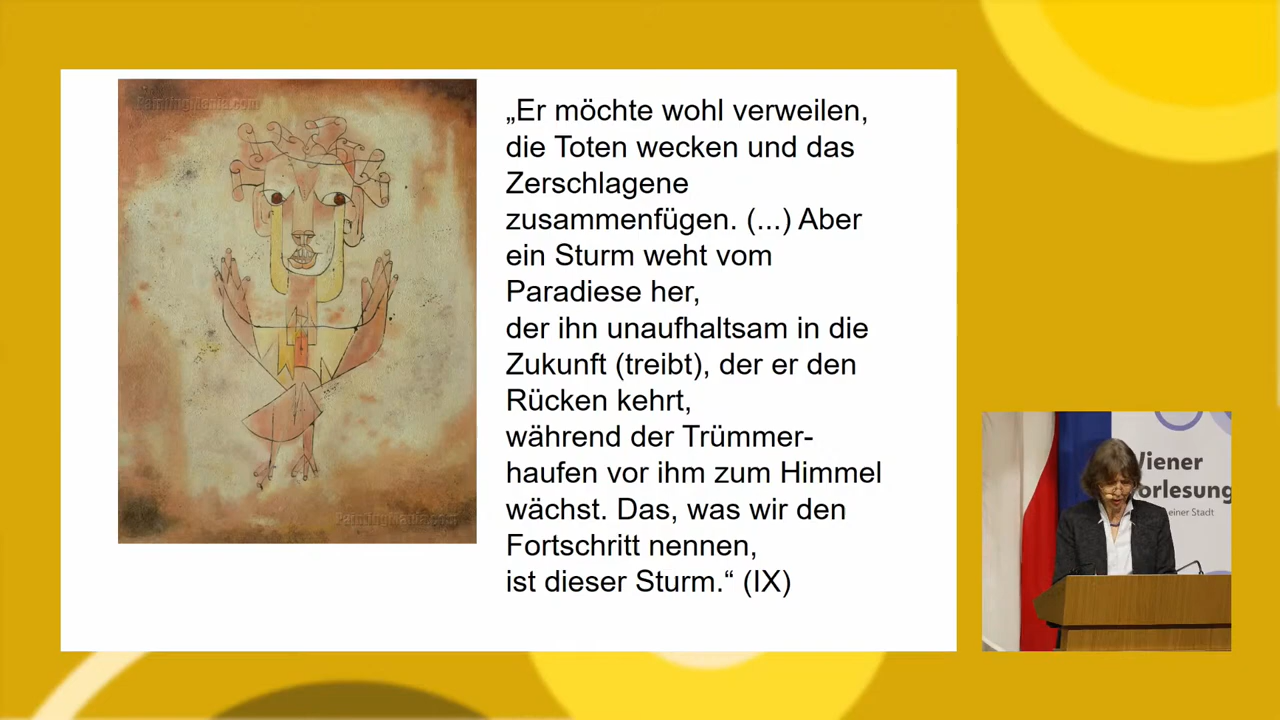 PaintingMania.com
„Er möchte wohl verweilen,
die Toten wecken und das
Zerschlagene
zusammenfügen. (...) Aber
ein Sturm weht vom
Paradiese her,
der ihn unaufhaltsam in die
Zukunft (treibt), der er den
Rücken kehrt,
während der Trümmer-
haufen vor ihm zum Himmel
wächst. Das, was wir den
Fortschritt nennen,
ist dieser Sturm.“ (IX)
PaintingMania.com
Wiener
orlesung
einer Stadt